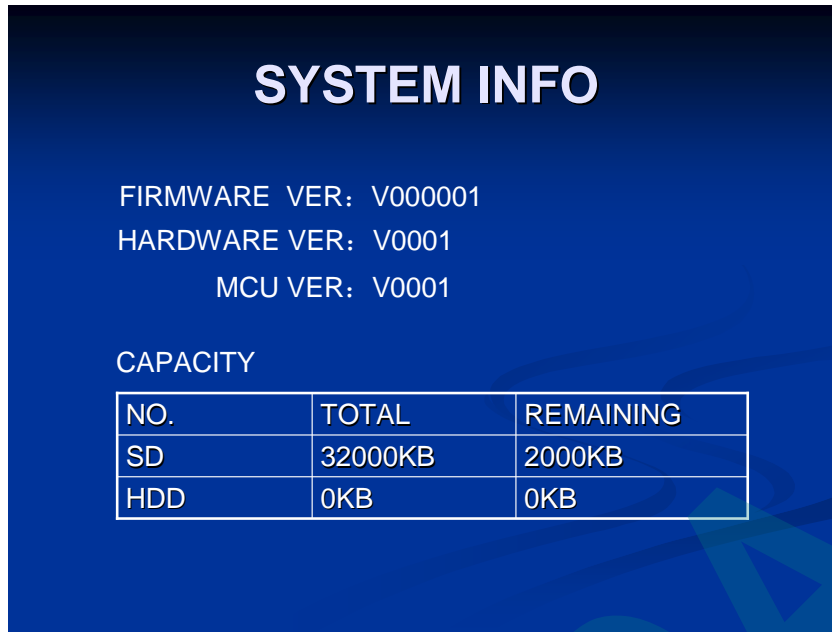 SYSTEM INFO
FIRMWARE  VER：V000001
HARDWARE VER：V0001
MCU VER：V0001
CAPACITY
NO. TOTAL REMAINING
SD 32000KB 2000KB
HDD 0KB 0KB